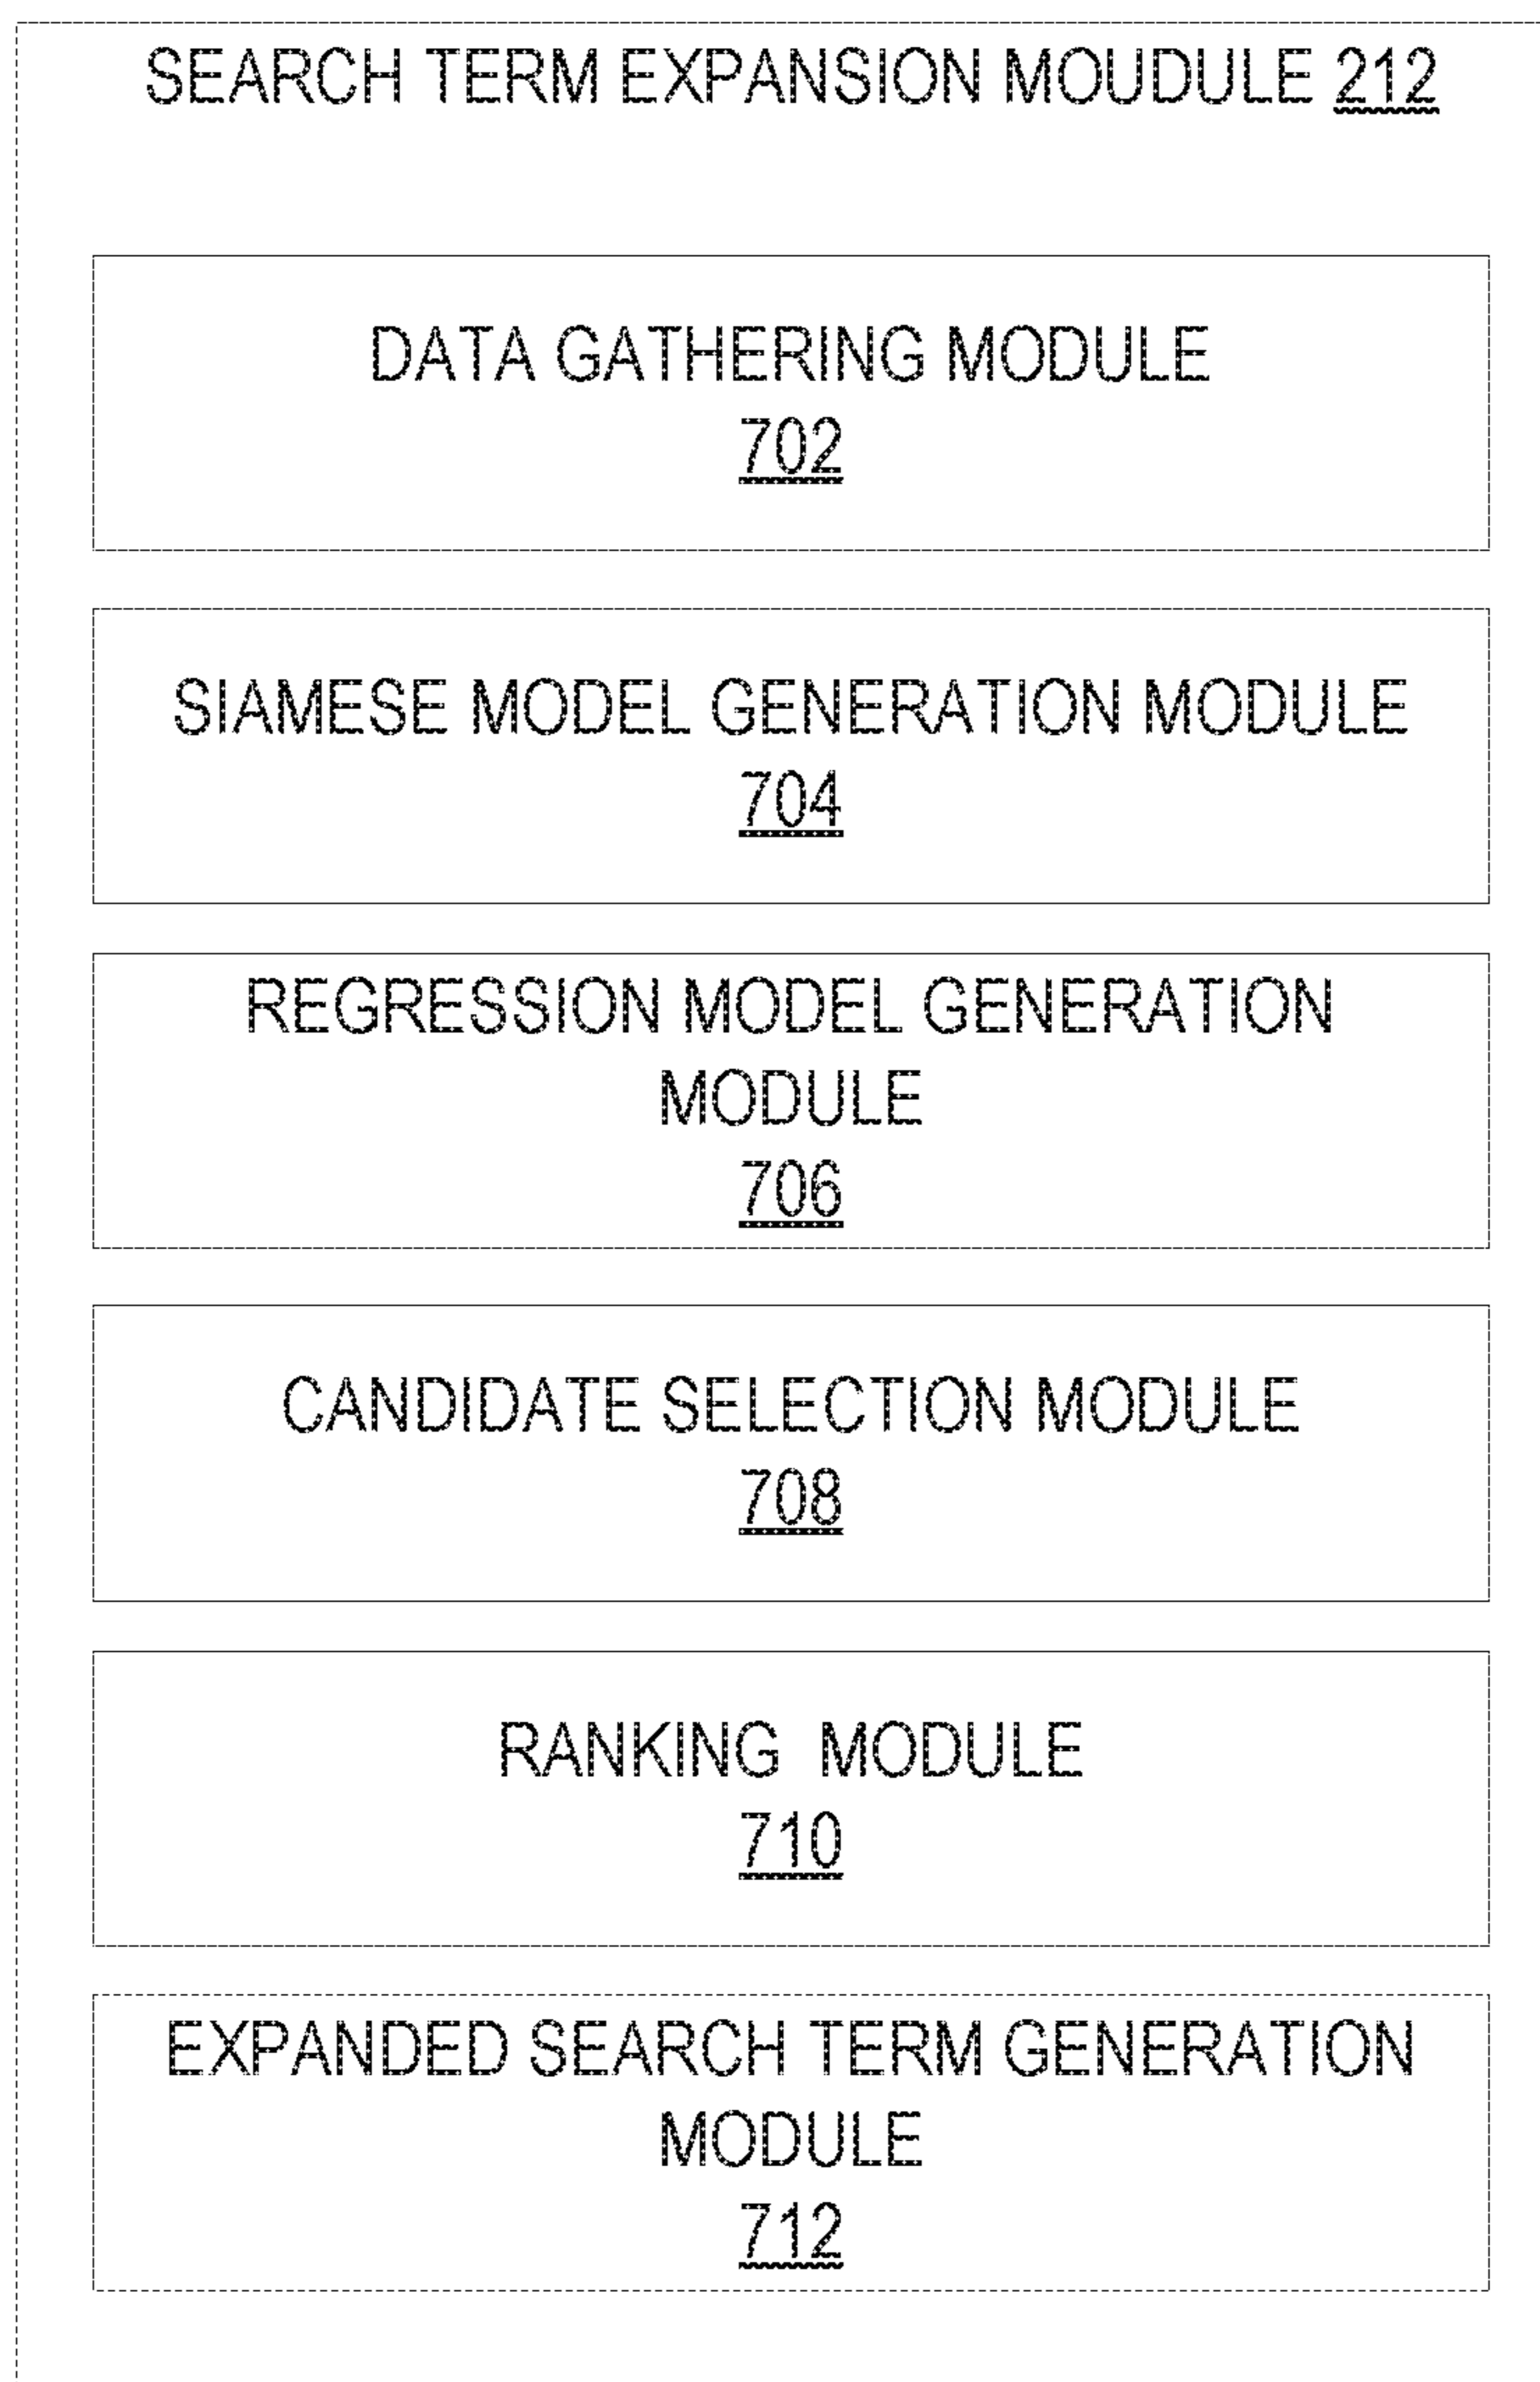 SEARCH TERM EXPANSION MOUDULE 212
DATA GATHERING MODULE
702
SIAMESE MODEL GENERATION MODULE
704
REGRESSION MODEL GENERATION
MODULE
706
CANDIDATE SELECTION MODULE
708
RANKING MODULE
710
EXPANDED SEARCH TERM GENERATION
MODULE
712